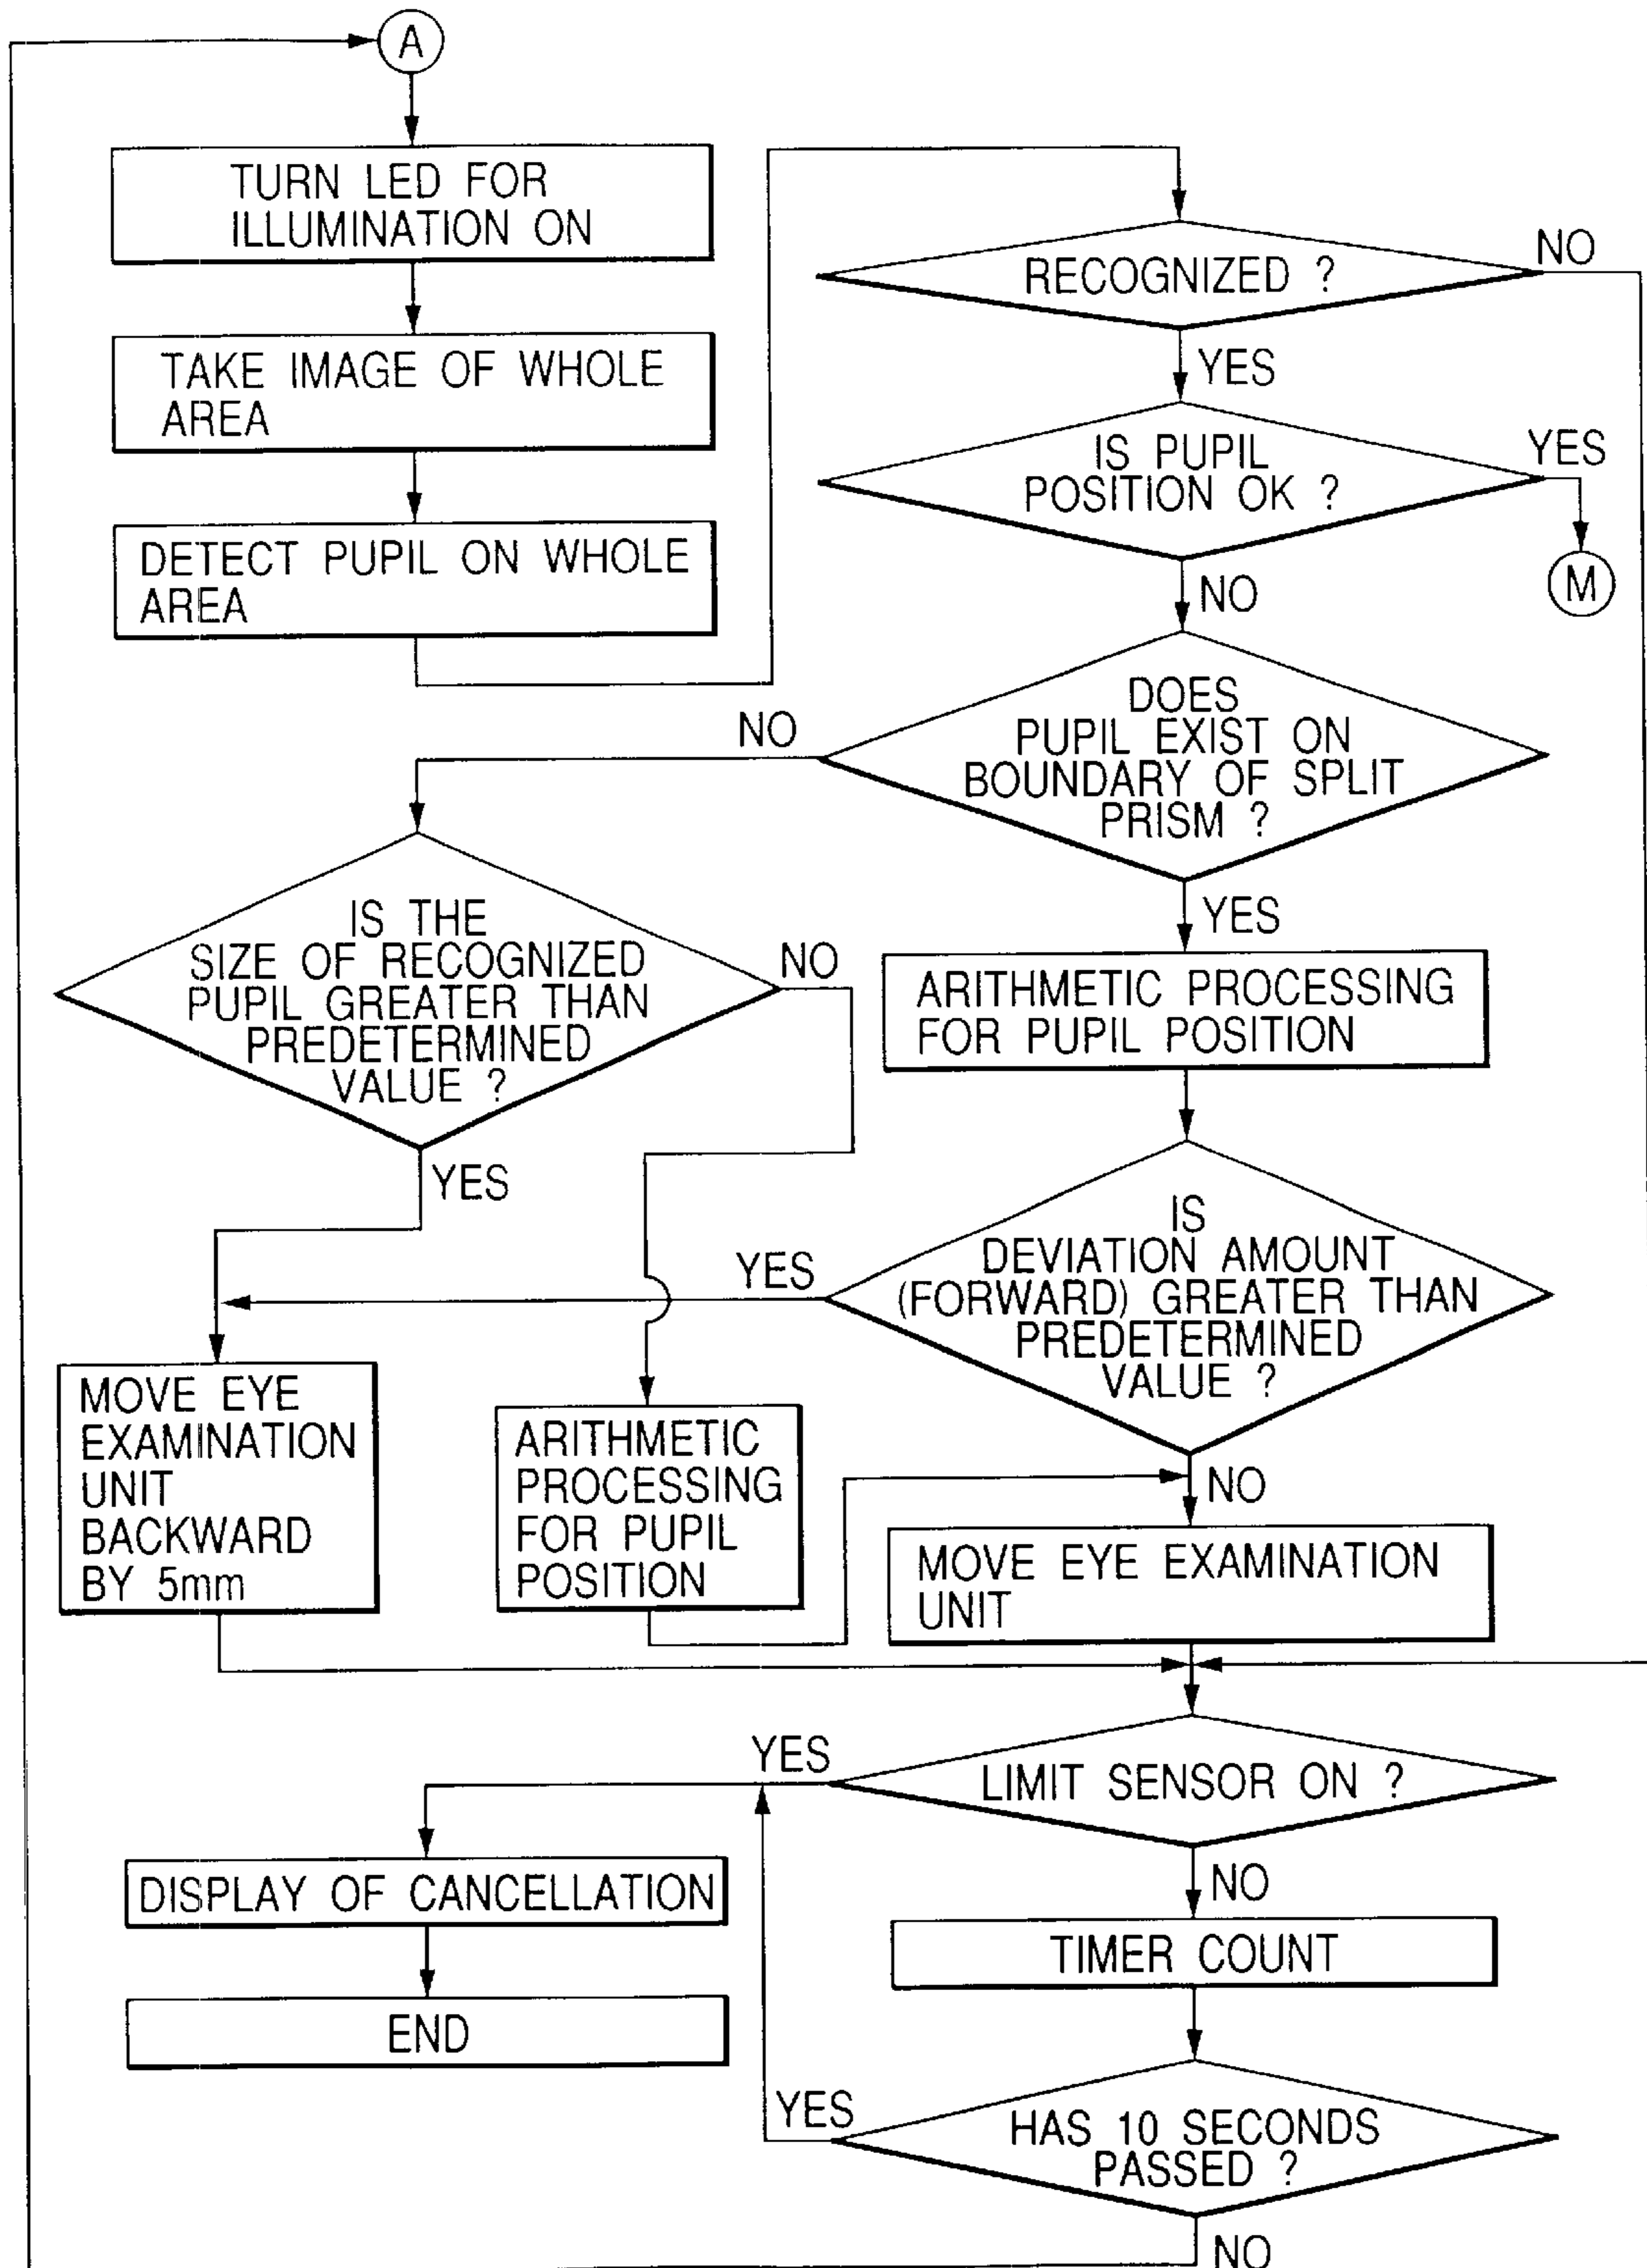 A
TURN LED FOR
ILLUMINATION ON
TAKE IMAGE OF WHOLE
AREA
DETECT PUPIL ON WHOLE
AREA
RECOGNIZED ?
NO
YES
IS PUPIL
POSITION OK ?
YES
M
NO
DOES
PUPIL EXIST ON
BOUNDARY OF SPLIT
PRISM ?
NO
YES
IS THE
SIZE OF RECOGNIZED
PUPIL GREATER THAN
PREDETERMINED
VALUE ?
NO
YES
ARITHMETIC PROCESSING
FOR PUPIL POSITION
IS
DEVIATION AMOUNT
(FORWARD) GREATER THAN
PREDETERMINED
VALUE ?
YES
NO
MOVE EYE
EXAMINATION
UNIT
BACKWARD
BY 5mm
ARITHMETIC
PROCESSING
FOR PUPIL
POSITION
MOVE EYE EXAMINATION
UNIT
LIMIT SENSOR ON ?
YES
NO
DISPLAY OF CANCELLATION
END
TIMER COUNT
HAS 10 SECONDS
PASSED ?
YES
NO